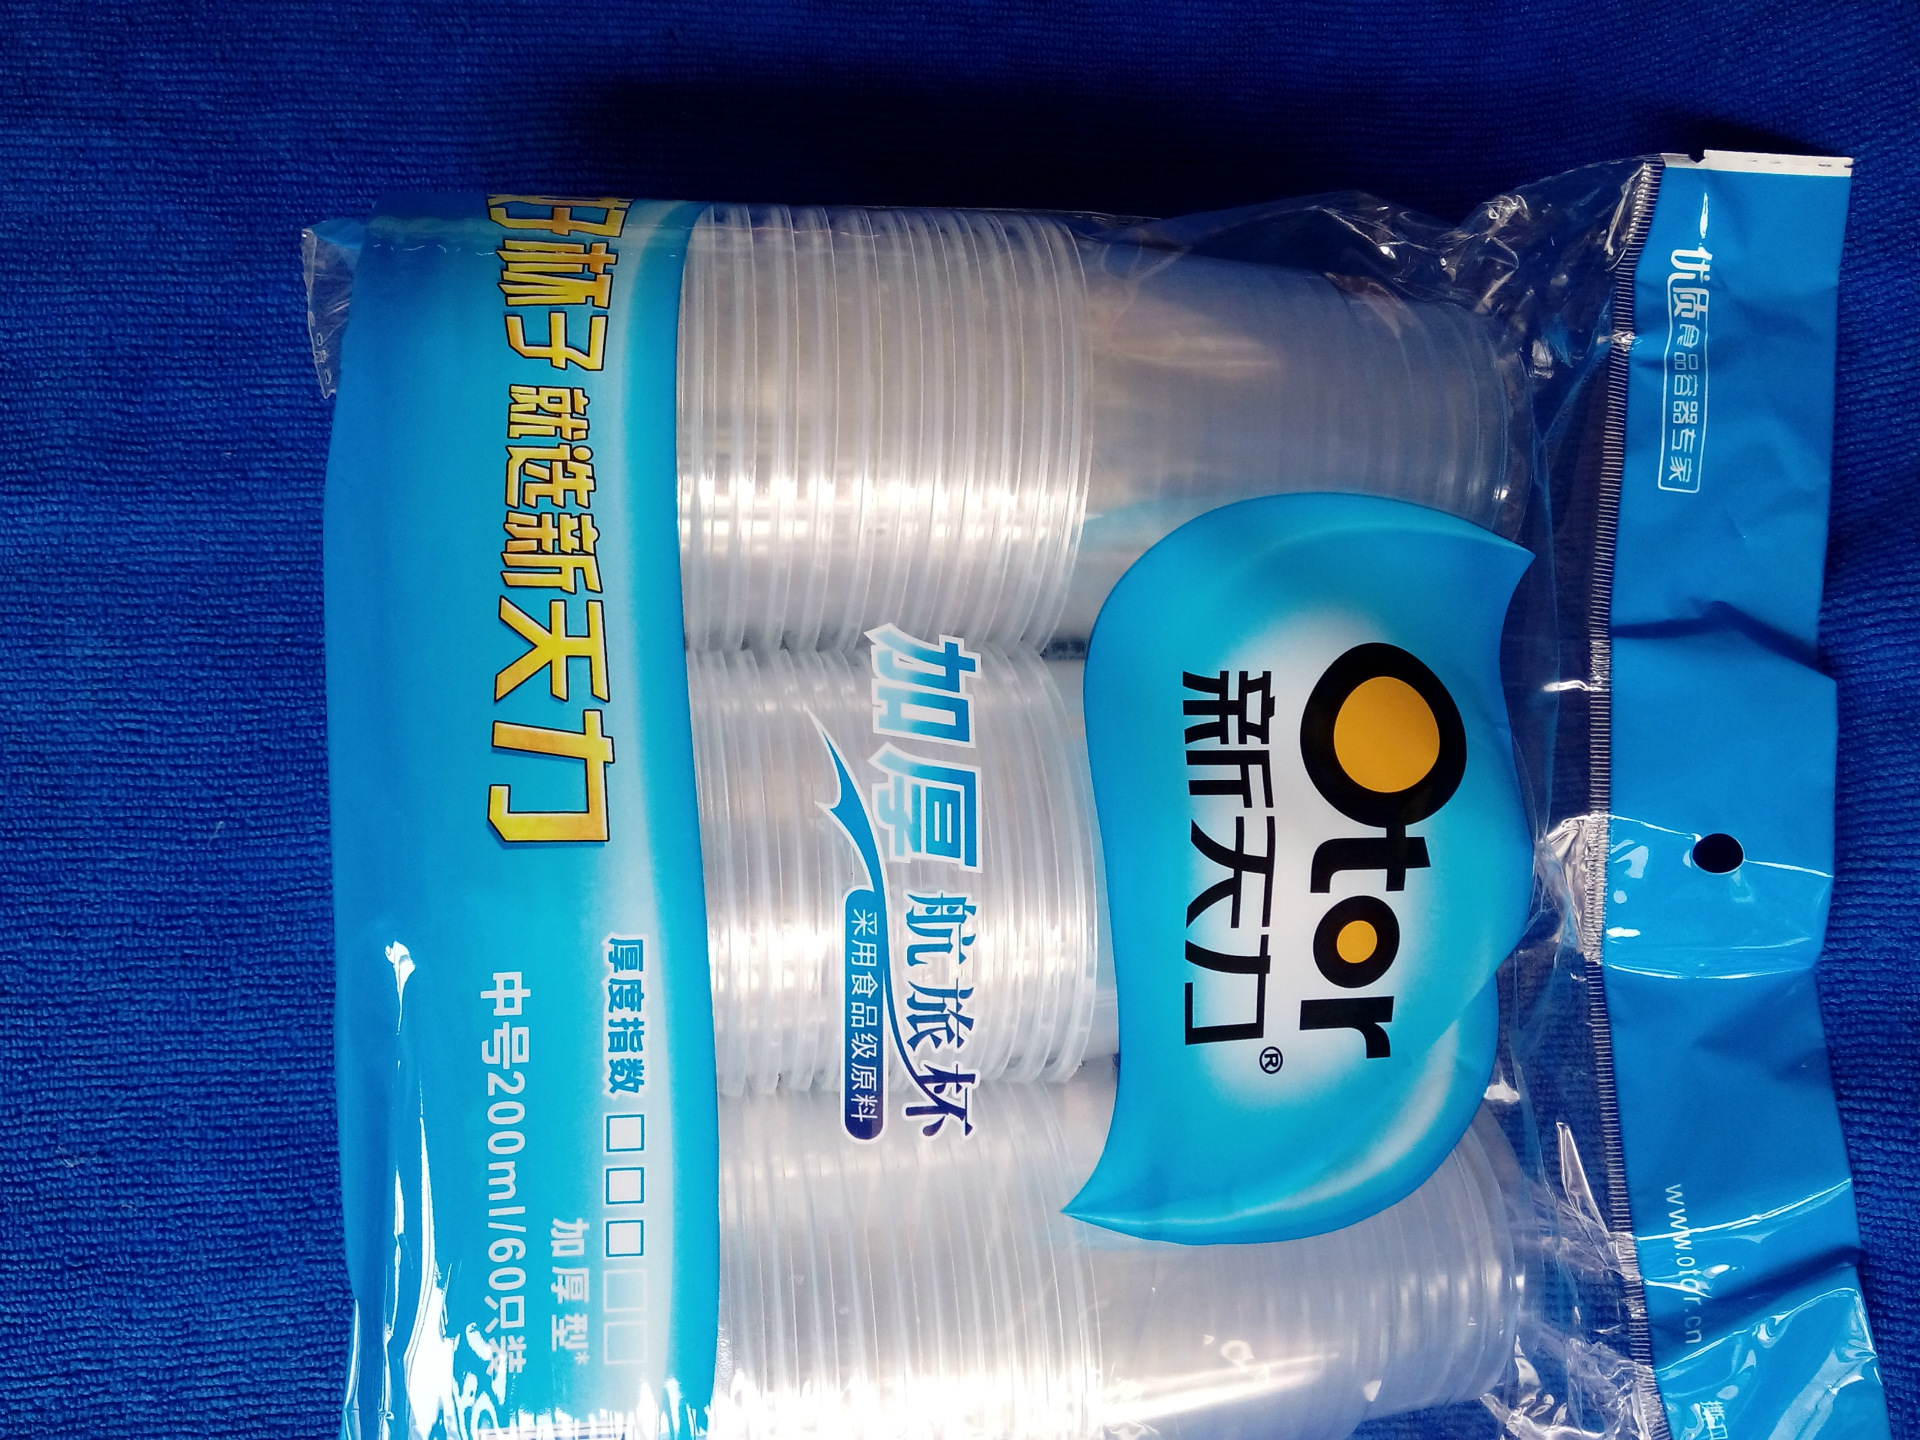 优质食品容器专家
www.otor.cn
Otor
新天力®
加厚 航旅杯
采用食品级原料
厚度指数
好杯子 就选新天力
加厚型*
中号200ml/60只装